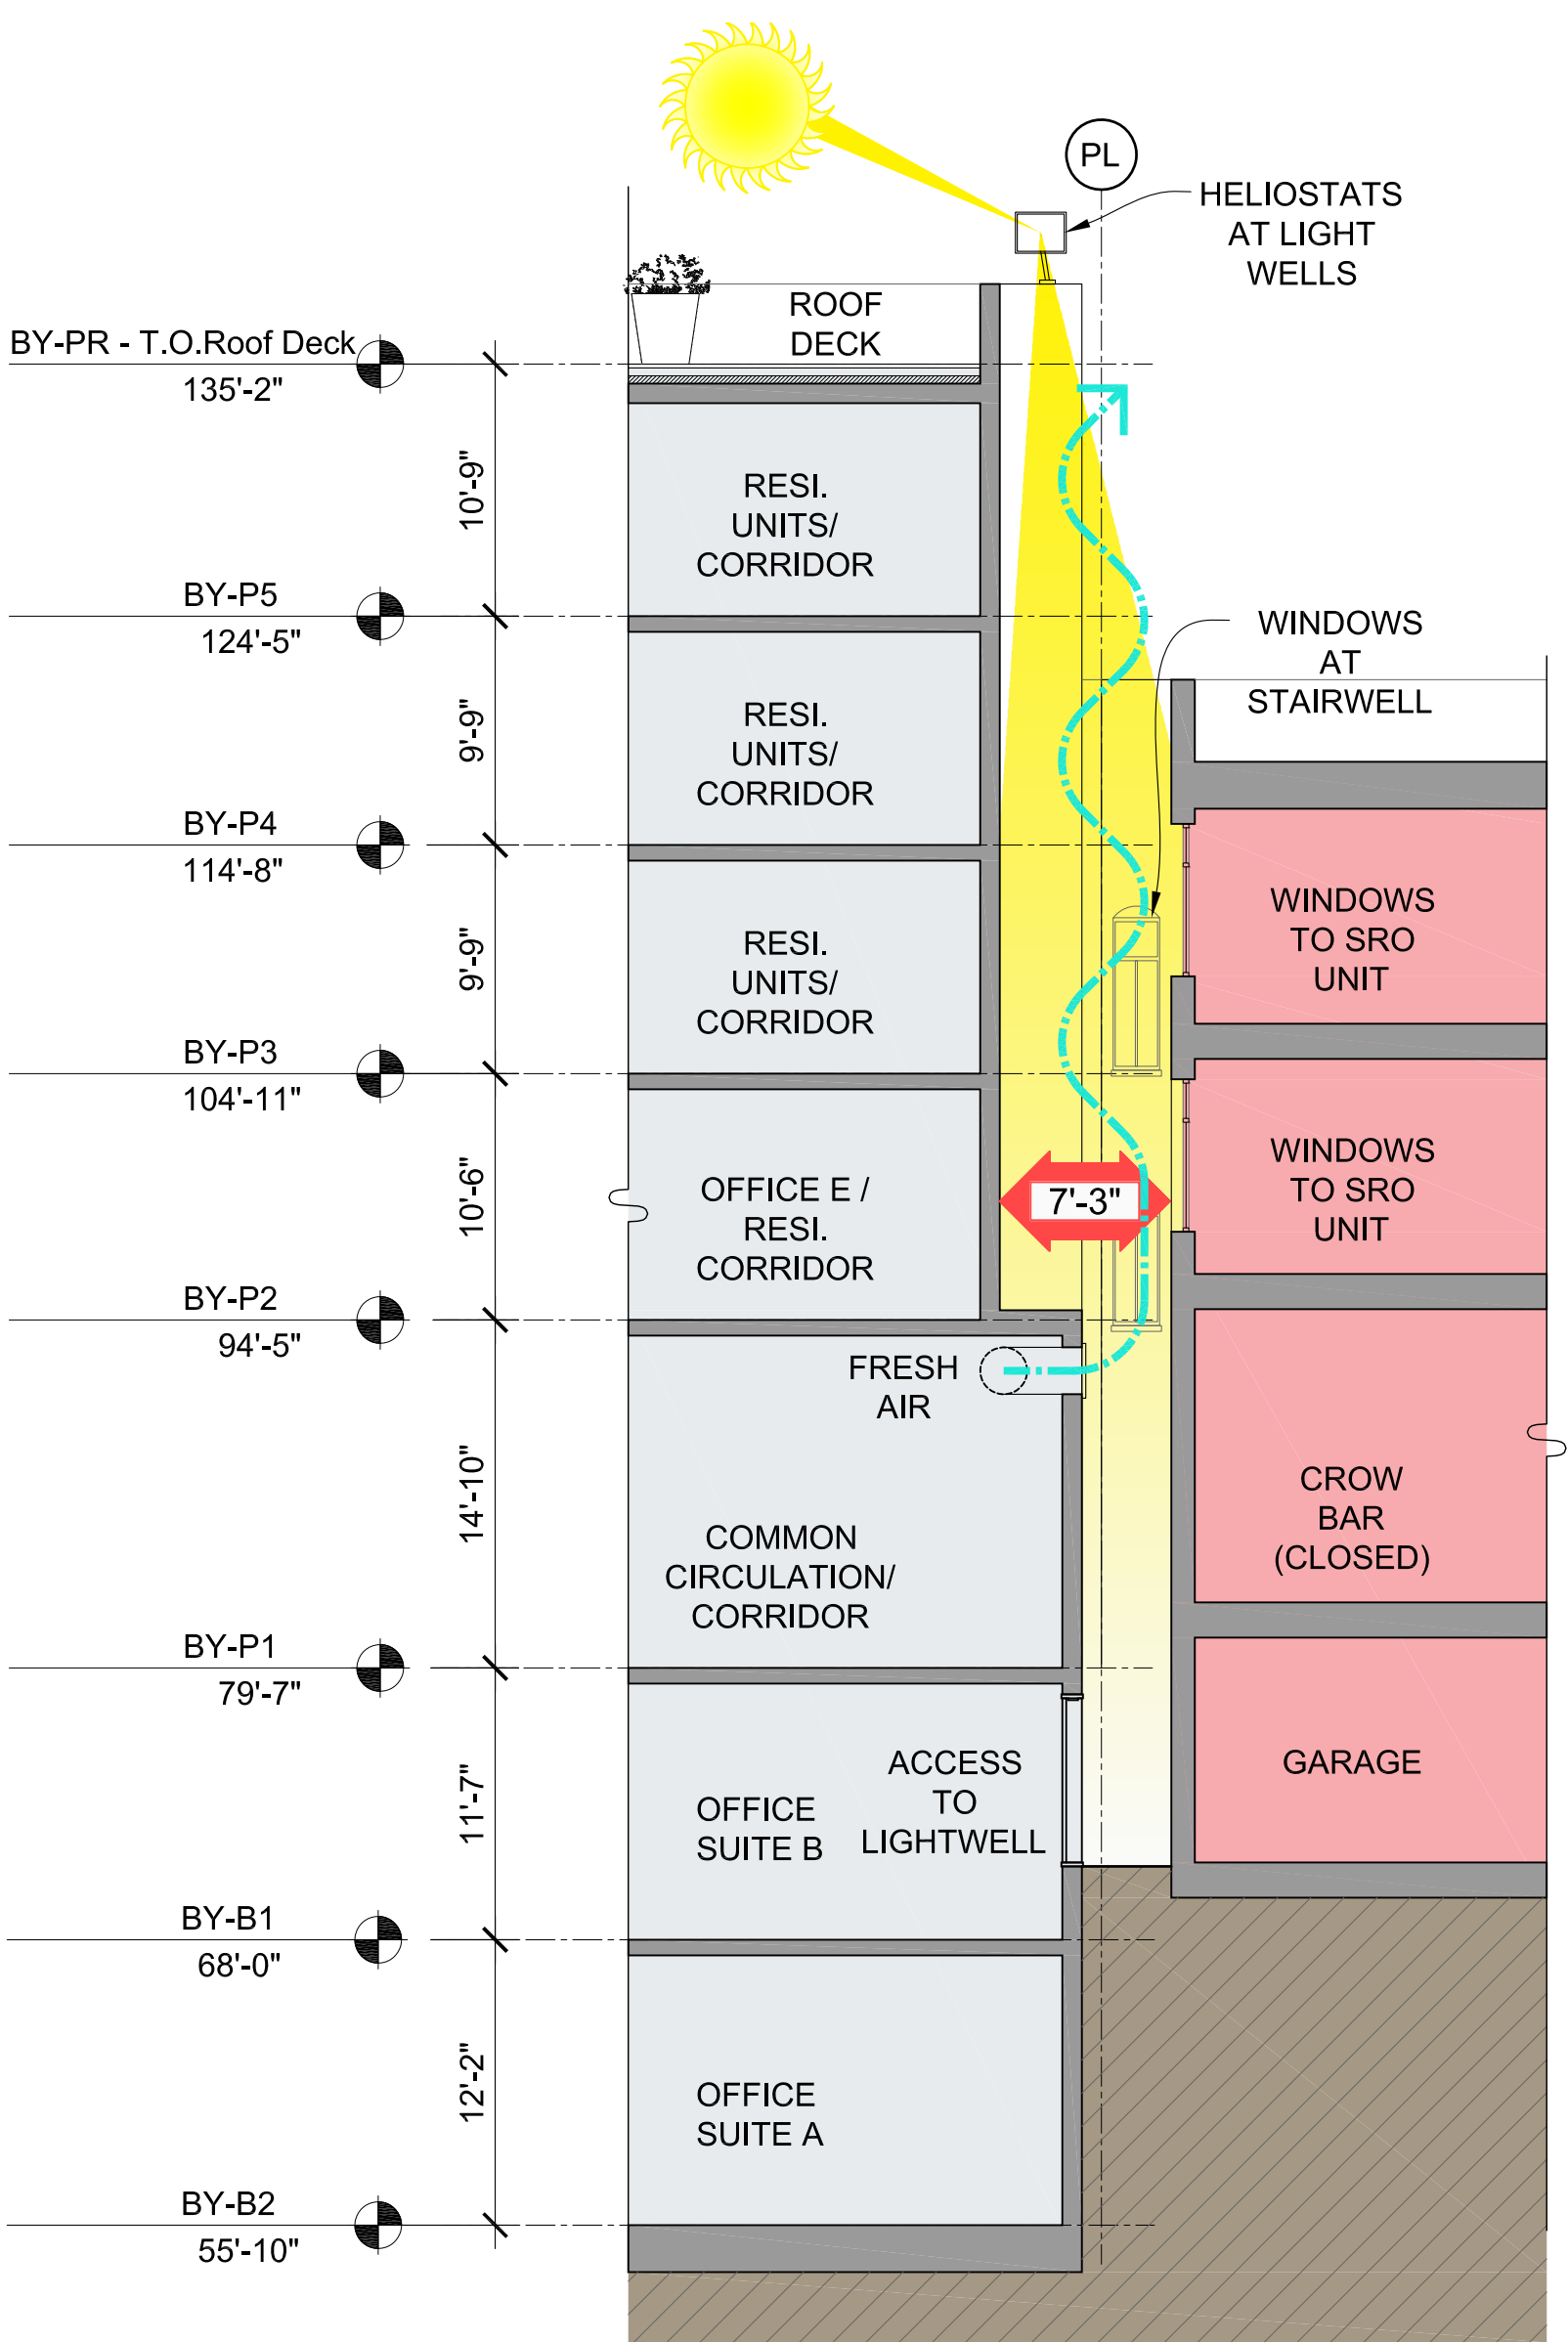 PL
HELIOSTATS
AT LIGHT
WELLS
ROOF
DECK
BY-PR - T.O.Roof Deck
135'-2"
10'-9"
RESI.
UNITS/
CORRIDOR
BY-P5
124'-5"
WINDOWS
AT
STAIRWELL
9'-9"
RESI.
UNITS/
CORRIDOR
BY-P4
114'-8"
WINDOWS
TO SRO
UNIT
9'-9"
RESI.
UNITS/
CORRIDOR
BY-P3
104'-11"
WINDOWS
TO SRO
UNIT
10'-6"
OFFICE E /
RESI.
CORRIDOR
7'-3"
BY-P2
94'-5"
FRESH
AIR
14'-10"
COMMON
CIRCULATION/
CORRIDOR
CROW
BAR
(CLOSED)
BY-P1
79'-7"
11'-7"
OFFICE
SUITE B
ACCESS
TO
LIGHTWELL
GARAGE
BY-B1
68'-0"
12'-2"
OFFICE
SUITE A
BY-B2
55'-10"